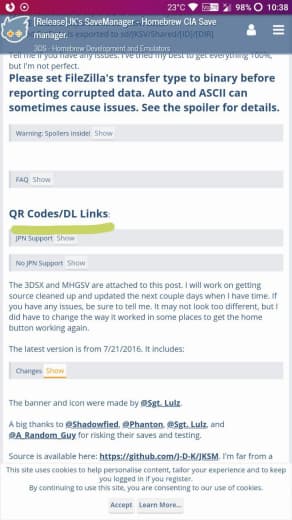 23°C 98% 10:38
[Release]JK's SaveManager - Homebrew CIA Save
manager.
3DS - Homebrew Development and Emulators
Tell me if you have any issues. I've tried my best to get everything 100%,
but I'm not perfect.
Please set FileZilla's transfer type to binary before
reporting corrupted data. Auto and ASCII can
sometimes cause issues. See the spoiler for details.
Warning: Spoilers inside! Show
FAQ Show
QR Codes/DL Links:
JPN Support Show
No JPN Support Show
The 3DSX and MHGSV are attached to this post. I will work on getting
source cleaned up and updated the next couple days when I have time. If
you have any issues, be sure to tell me. It may not look too different, but I
did have to change the way it worked in some places to get the home
button working again.
The latest version is from 7/21/2016. It includes:
Changes Show
The banner and icon were made by @Sgt. Lulz.
A big thanks to @Shadowfied, @Phanton, @Sgt. Lulz, and
@A_Random_Guy for risking their saves and testing.
Source is available here: https://github.com/J-D-K/JKSM. I'm far from a
This site uses cookies to help personalise content, tailor your experience and to keep
you logged in if you register.
By continuing to use this site, you are consenting to our use of cookies.
Accept Learn More...